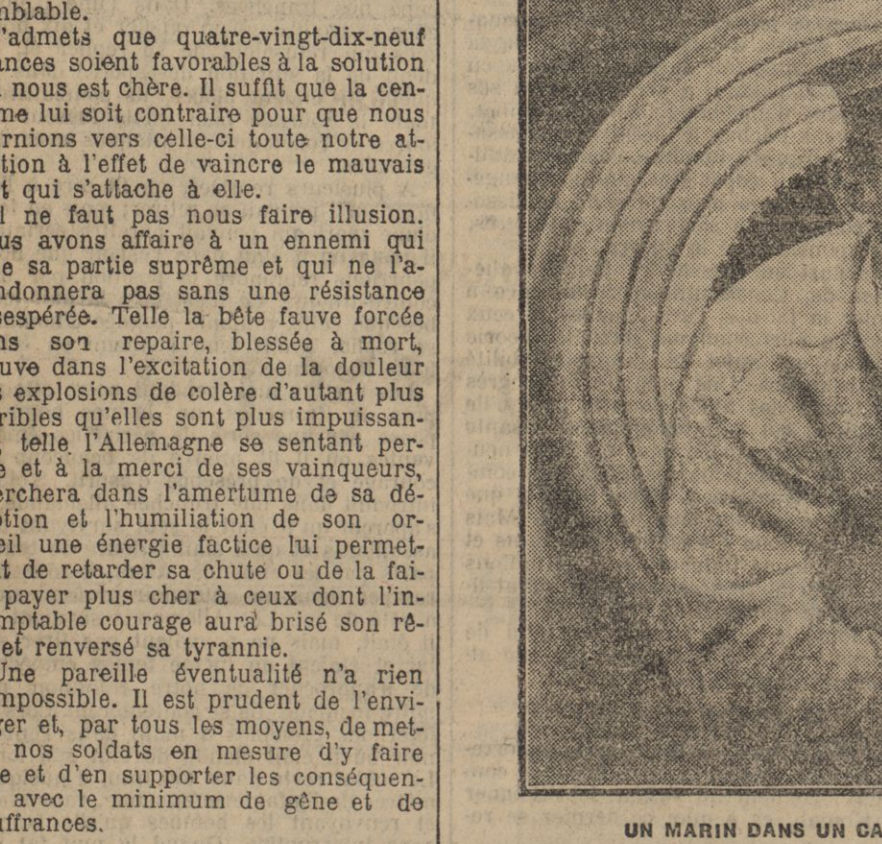 mblable.
'admets que quatre-vingt-dix-neuf
ances soient favorables à la solution
nous est chère. Il suffit que la cen-
me lui soit contraire pour que nous
rnions vers celle-ci toute notre at-
tion à l'effet de vaincre le mauvais
t qui s'attache à elle.
l ne faut pas nous faire illusion.
us avons affaire à un ennemi qui
e sa partie suprême et qui ne l'a-
ndonnera pas sans une résistance
sespérée. Telle la bête fauve forcée
ns son repaire, blessée à mort,
uve dans l'excitation de la douleur
s explosions de colère d'autant plus
ribles qu'elles sont plus impuissan-
, telle l'Allemagne se sentant per-
e et à la merci de ses vainqueurs,
erchera dans l'amertume de sa dé-
ption et l'humiliation de son or-
eil une énergie factice lui permet-
t de retarder sa chute ou de la fai-
payer plus cher à ceux dont l'in-
mptable courage aura brisé son rê-
et renversé sa tyrannie.
Une pareille éventualité n'a rien
mpossible. Il est prudent de l'envi-
ger et, par tous les moyens, de met-
nos soldats en mesure d'y faire
e et d'en supporter les conséquen-
avec le minimum de gêne et de
uffrances.
UN MARIN DANS UN CA